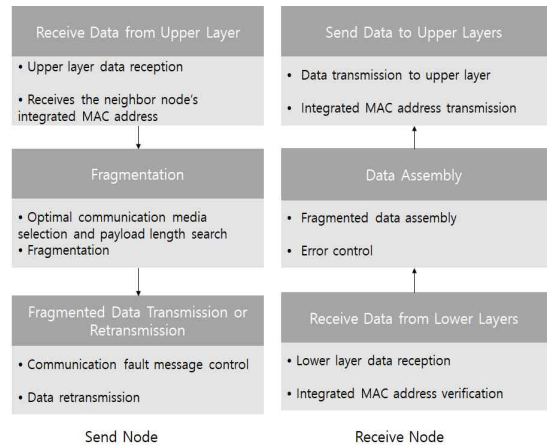 Receive Data from Upper Layer
• Upper layer data reception
• Receives the neighbor node's
integrated MAC address
Fragmentation
• Optimal communication media
selection and payload length search
• Fragmentation
Fragmented Data Transmission or
Retransmission
• Communication fault message control
• Data retransmission
Send Node
Send Data to Upper Layers
• Data transmission to upper layer
• Integrated MAC address transmission
Data Assembly
• Fragmented data assembly
• Error control
Receive Data from Lower Layers
• Lower layer data reception
• Integrated MAC address verification
Receive Node